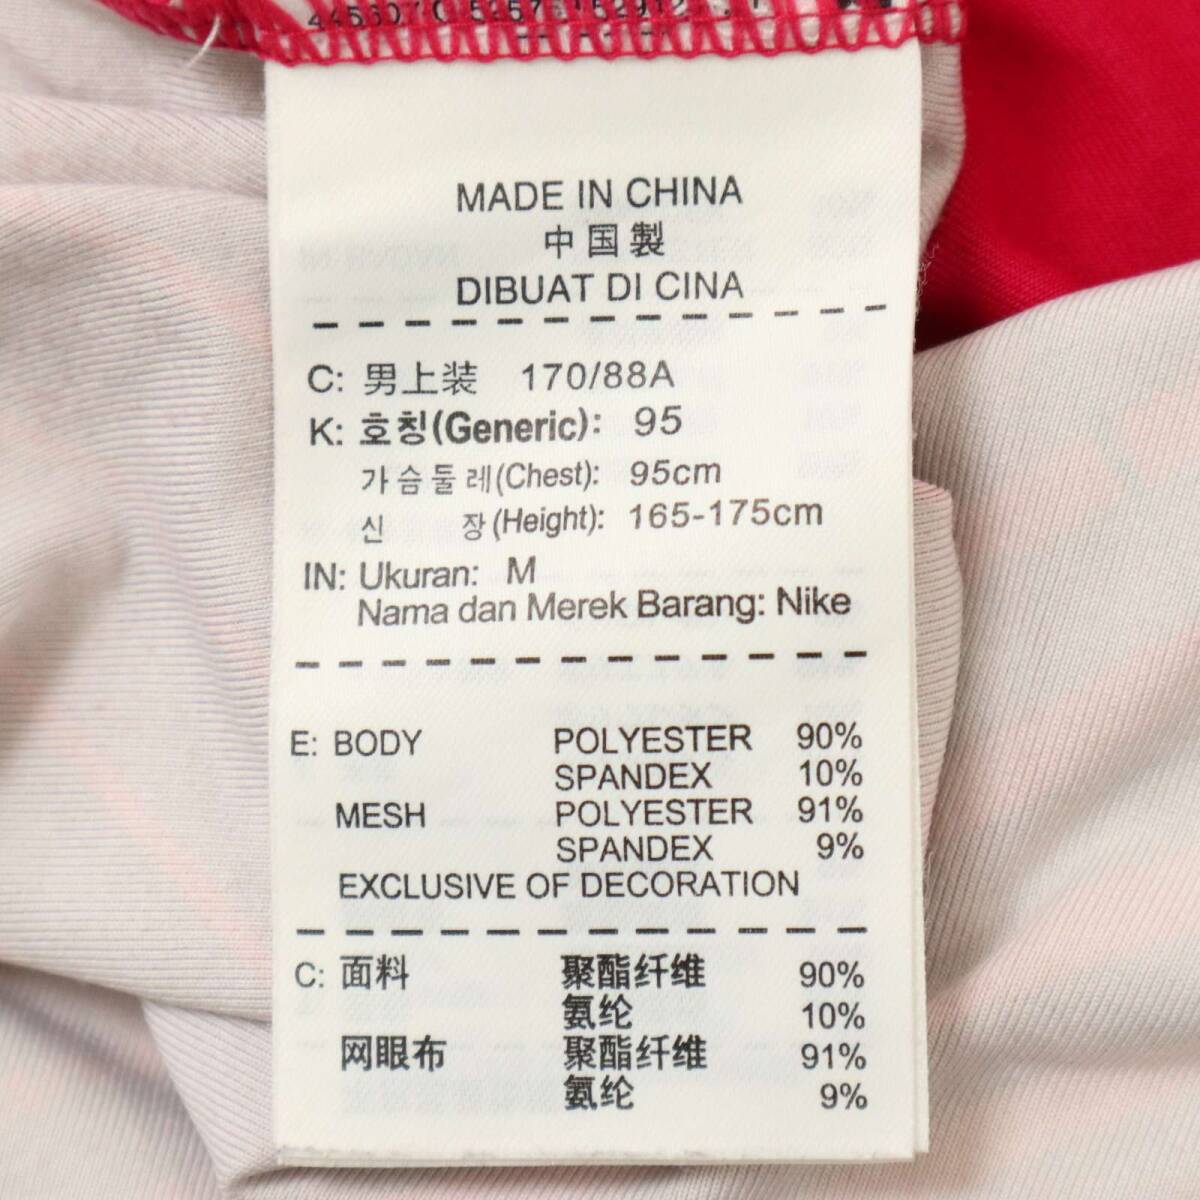 MADE IN CHINA
中国製
DIBUAT DI CINA
C: 男上装 170/88A
K: 호칭(Generic): 95
가슴둘레(Chest): 95cm
신 장(Height): 165-175cm
IN: Ukuran: M
Nama dan Merek Barang: Nike
E: BODY POLYESTER 90%
SPANDEX 10%
MESH POLYESTER 91%
SPANDEX 9%
EXCLUSIVE OF DECORATION
C: 面料 聚酯纤维 90%
氨纶 10%
网眼布 聚酯纤维 91%
氨纶 9%